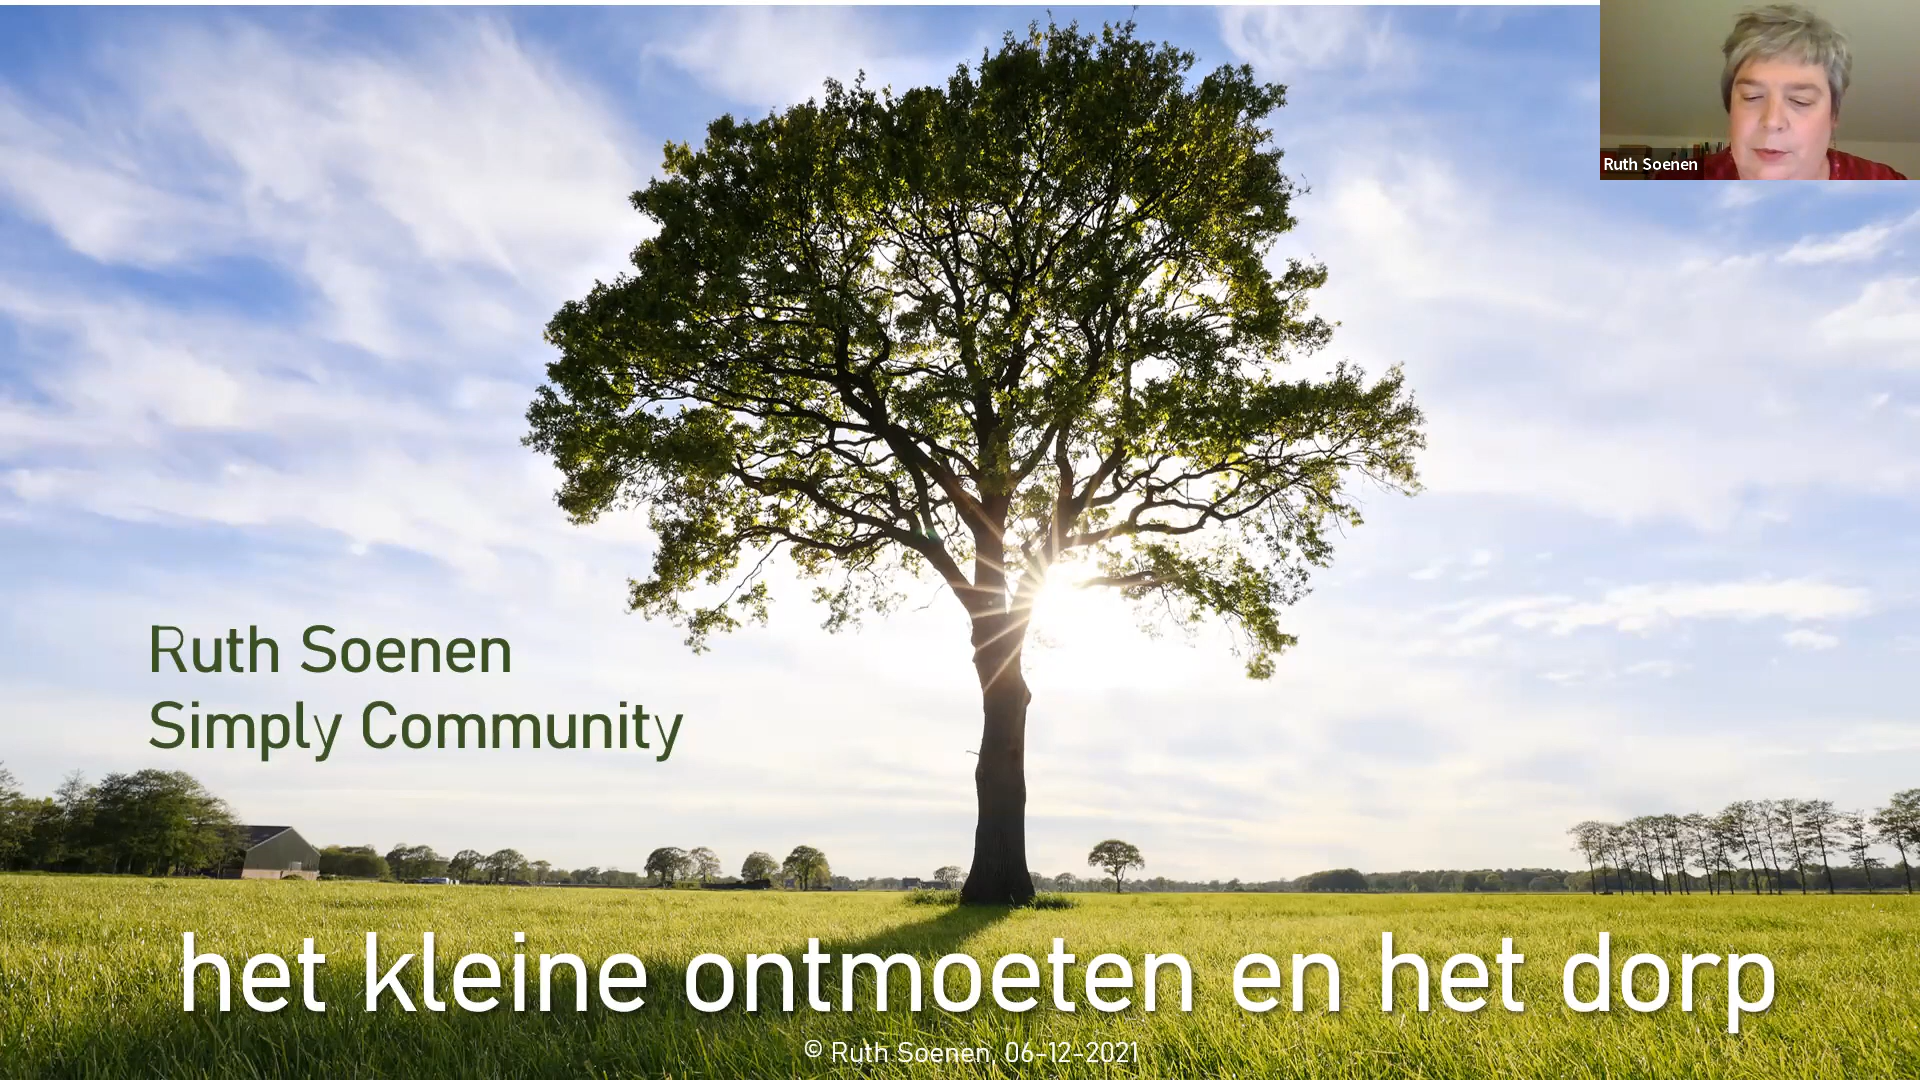 Ruth Soenen
Ruth Soenen
Simply Community
het kleine ontmoeten en het dorp
© Ruth Soenen, 06-12-2021